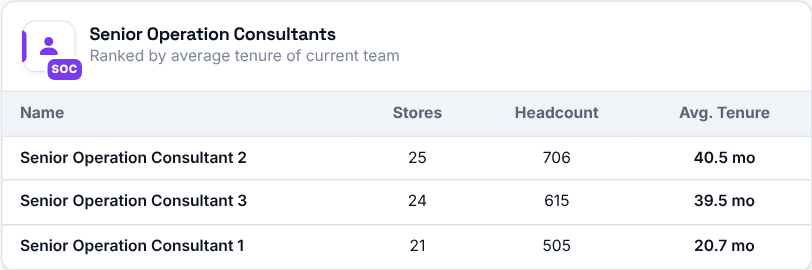 Senior Operation Consultants
Ranked by average tenure of current team
SOC
Name Stores Headcount Avg. Tenure
Senior Operation Consultant 2 25 706 40.5 mo
Senior Operation Consultant 3 24 615 39.5 mo
Senior Operation Consultant 1 21 505 20.7 mo